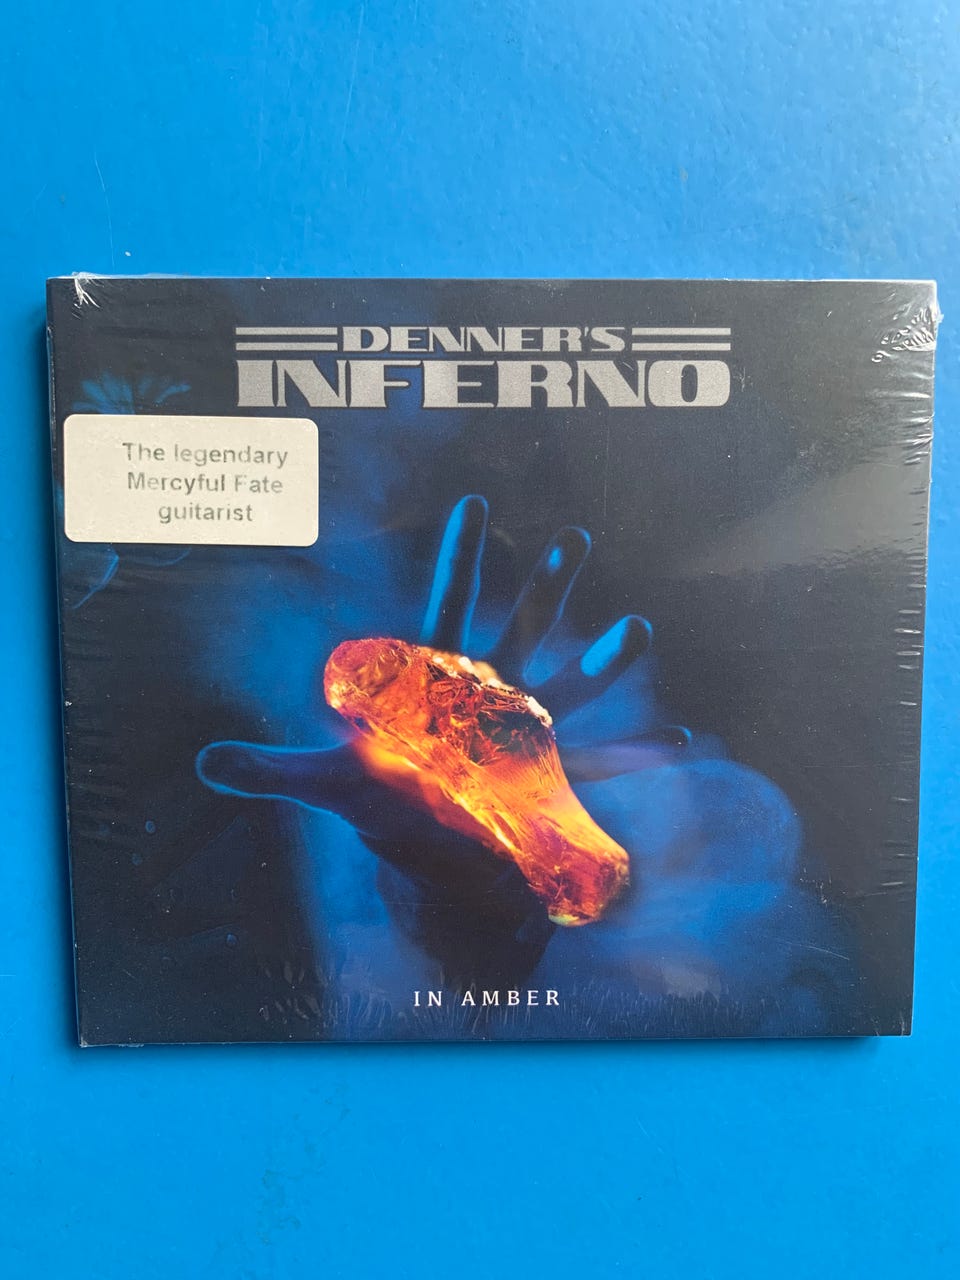 DENNER'S
INFERNO
The legendary
Mercyful Fate
guitarist
IN AMBER